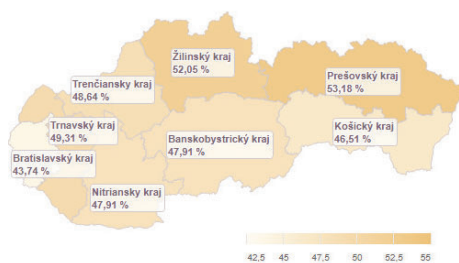 Žilinský kraj
52,05 %
Prešovský kraj
53,18 %
Trenčiansky kraj
48,64 %
Trnavský kraj
49,31 %
Banskobystrický kraj
47,91 %
Košický kraj
46,51 %
Bratislavský kraj
43,74 %
Nitriansky kraj
47,91 %
42,5 45 47,5 50 52,5 55